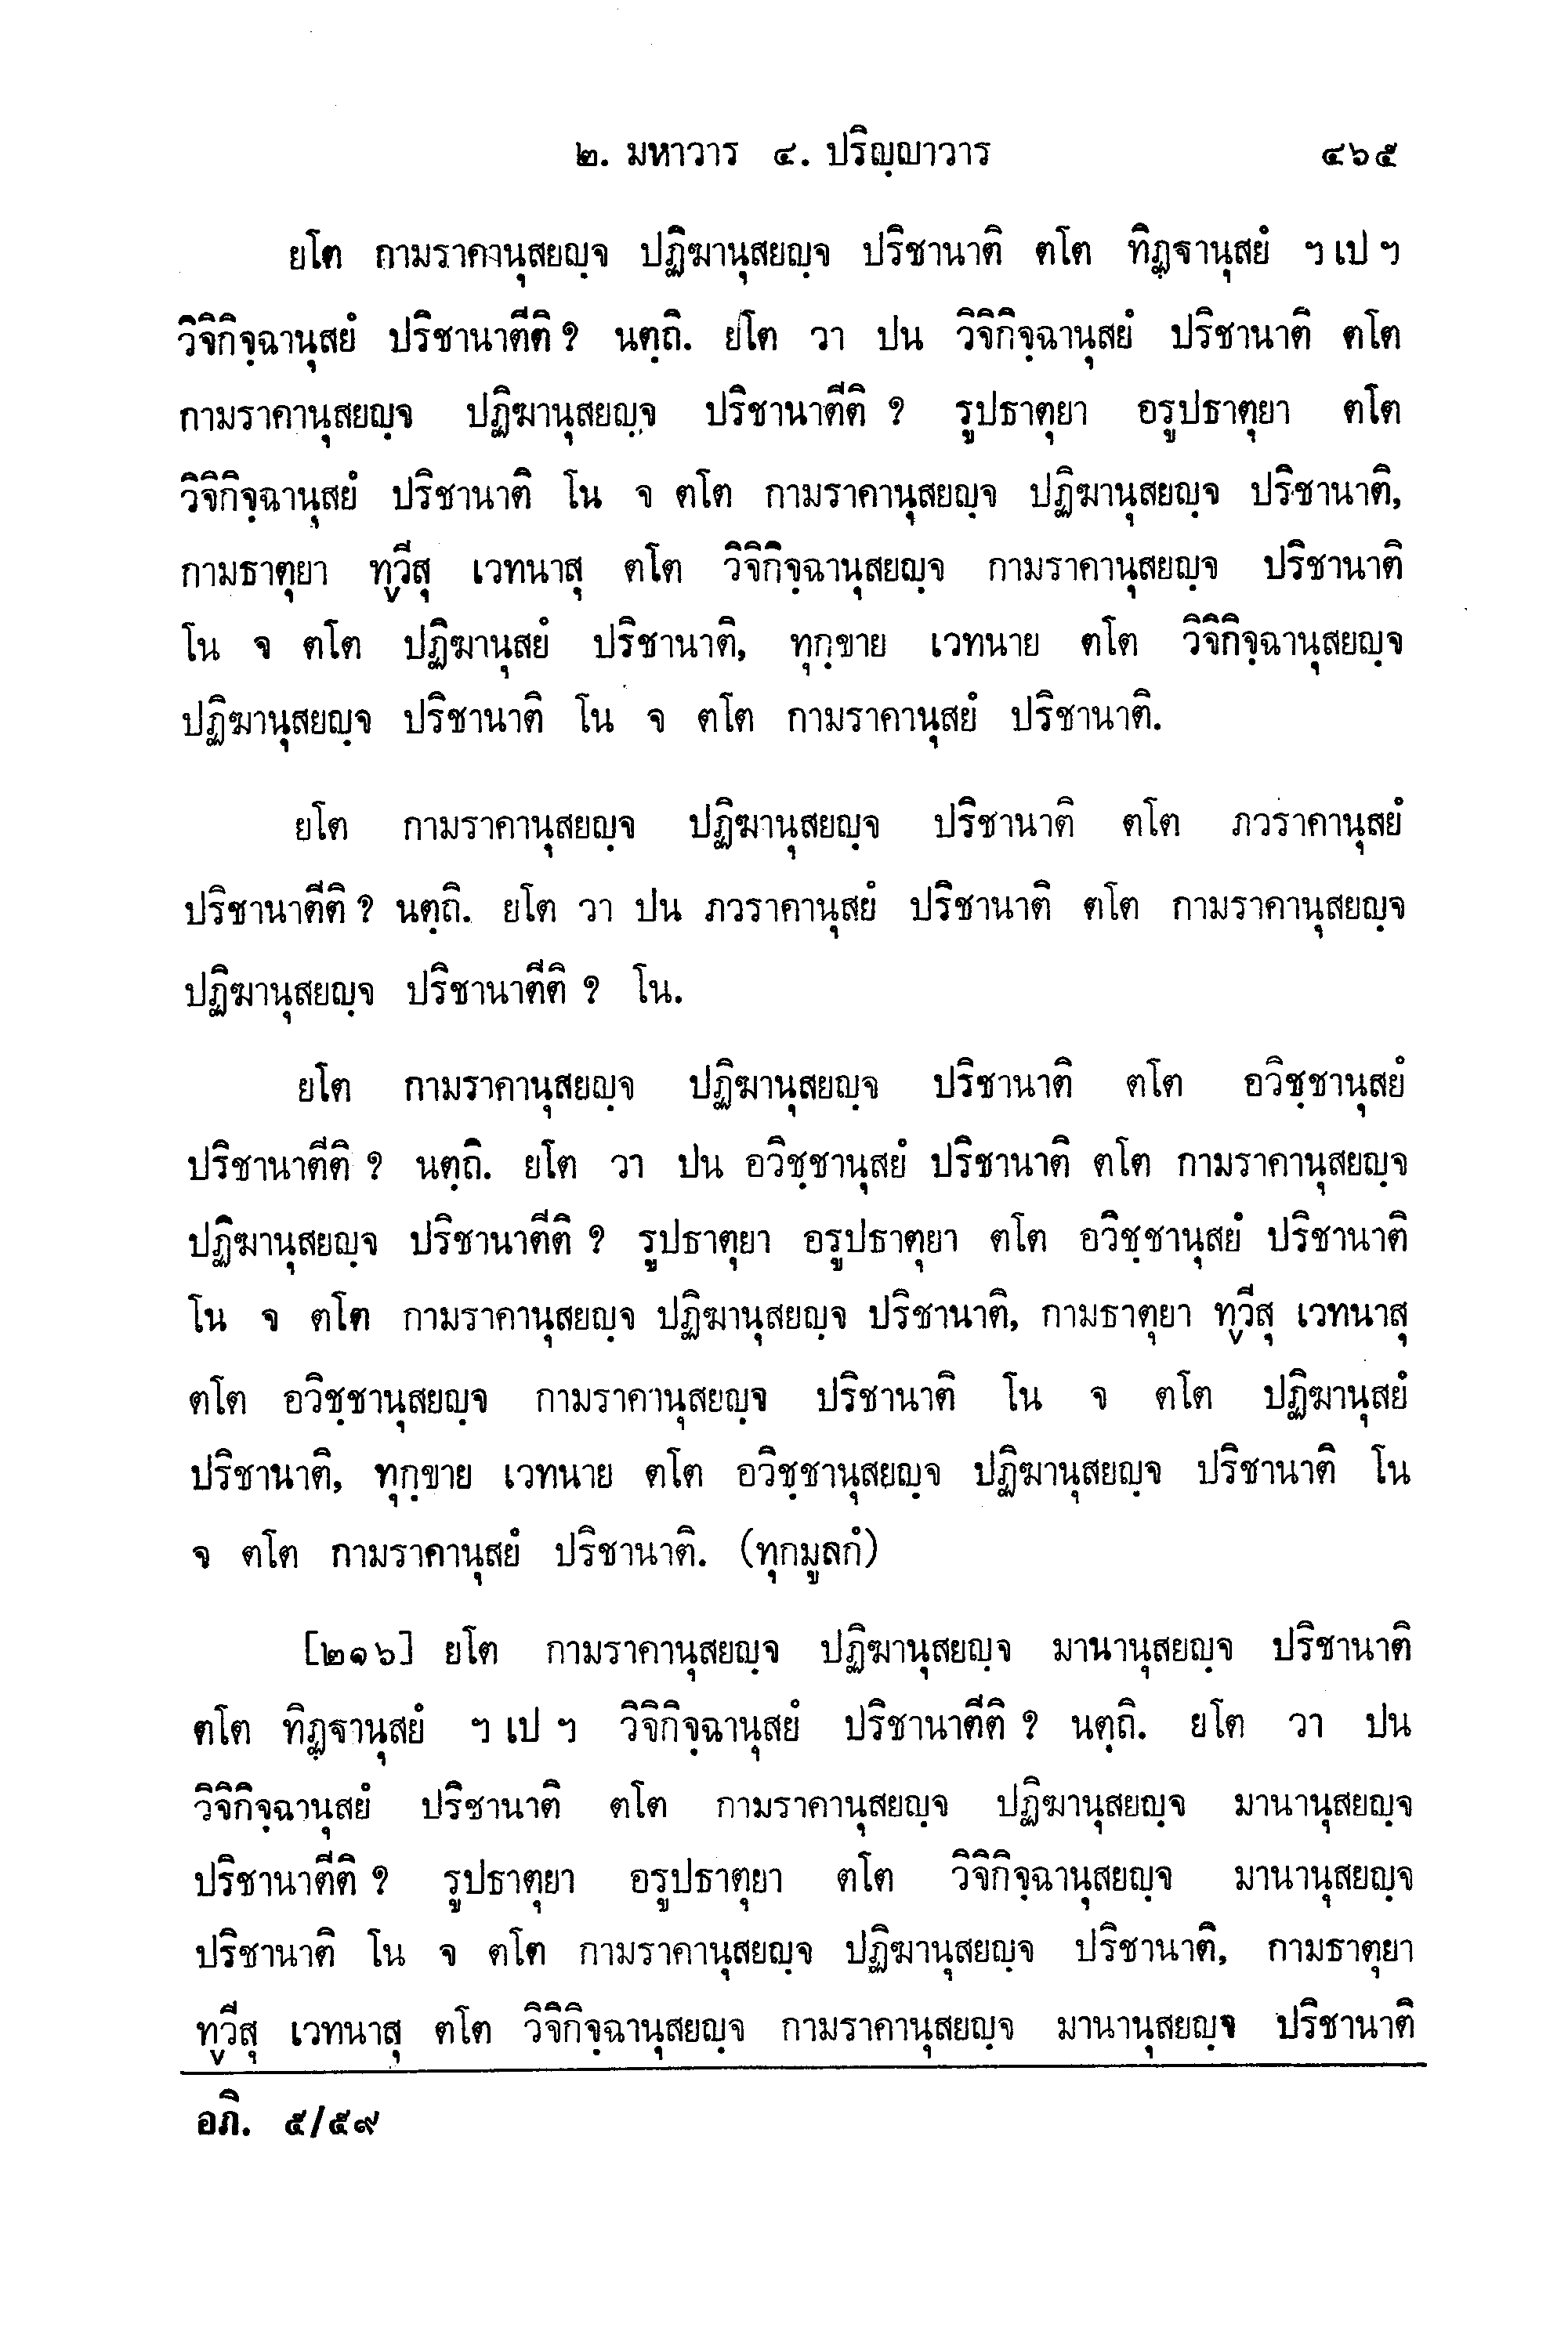 ๒. มหาวาร ๔. ปริญฺญาวาร ๔๖๕
ยโต กามราคานุสยญฺจ ปฏิฆานุสยญฺจ ปริชานาติ ตโต ทิฏฺฐานุสยํ ฯ เป ฯ
วิจิกิจฺฉานุสยํ ปริชานาตีติ ? นตฺถิ. ยโต วา ปน วิจิกิจฺฉานุสยํ ปริชานาติ ตโต
กามราคานุสยญฺจ ปฏิฆานุสยญฺจ ปริชานาตีติ ? รูปธาตุยา อรูปธาตุยา ตโต
วิจิกิจฺฉานุสยํ ปริชานาติ โน จ ตโต กามราคานุสยญฺจ ปฏิฆานุสยญฺจ ปริชานาติ,
กามธาตุยา ทฺวีสุ เวทนาสุ ตโต วิจิกิจฺฉานุสยญฺจ กามราคานุสยญฺจ ปริชานาติ
โน จ ตโต ปฏิฆานุสยํ ปริชานาติ, ทุกฺขาย เวทนาย ตโต วิจิกิจฺฉานุสยญฺจ
ปฏิฆานุสยญฺจ ปริชานาติ โน จ ตโต กามราคานุสยํ ปริชานาติ.
ยโต กามราคานุสยญฺจ ปฏิฆานุสยญฺจ ปริชานาติ ตโต ภวราคานุสยํ
ปริชานาตีติ ? นตฺถิ. ยโต วา ปน ภวราคานุสยํ ปริชานาติ ตโต กามราคานุสยญฺจ
ปฏิฆานุสยญฺจ ปริชานาตีติ ? โน.
ยโต กามราคานุสยญฺจ ปฏิฆานุสยญฺจ ปริชานาติ ตโต อวิชฺชานุสยํ
ปริชานาตีติ ? นตฺถิ. ยโต วา ปน อวิชฺชานุสยํ ปริชานาติ ตโต กามราคานุสยญฺจ
ปฏิฆานุสยญฺจ ปริชานาตีติ ? รูปธาตุยา อรูปธาตุยา ตโต อวิชฺชานุสยํ ปริชานาติ
โน จ ตโต กามราคานุสยญฺจ ปฏิฆานุสยญฺจ ปริชานาติ, กามธาตุยา ทฺวีสุ เวทนาสุ
ตโต อวิชฺชานุสยญฺจ กามราคานุสยญฺจ ปริชานาติ โน จ ตโต ปฏิฆานุสยํ
ปริชานาติ, ทุกฺขาย เวทนาย ตโต อวิชฺชานุสยญฺจ ปฏิฆานุสยญฺจ ปริชานาติ โน
จ ตโต กามราคานุสยํ ปริชานาติ. (ทุกมูลกํ)
[๒๑๖] ยโต กามราคานุสยญฺจ ปฏิฆานุสยญฺจ มานานุสยญฺจ ปริชานาติ
ตโต ทิฏฺฐานุสยํ ฯ เป ฯ วิจิกิจฺฉานุสยํ ปริชานาตีติ ? นตฺถิ. ยโต วา ปน
วิจิกิจฺฉานุสยํ ปริชานาติ ตโต กามราคานุสยญฺจ ปฏิฆานุสยญฺจ มานานุสยญฺจ
ปริชานาตีติ ? รูปธาตุยา อรูปธาตุยา ตโต วิจิกิจฺฉานุสยญฺจ มานานุสยญฺจ
ปริชานาติ โน จ ตโต กามราคานุสยญฺจ ปฏิฆานุสยญฺจ ปริชานาติ, กามธาตุยา
ทฺวีสุ เวทนาสุ ตโต วิจิกิจฺฉานุสยญฺจ กามราคานุสยญฺจ มานานุสยญฺจ ปริชานาติ
อภิ. ๕/๕๙